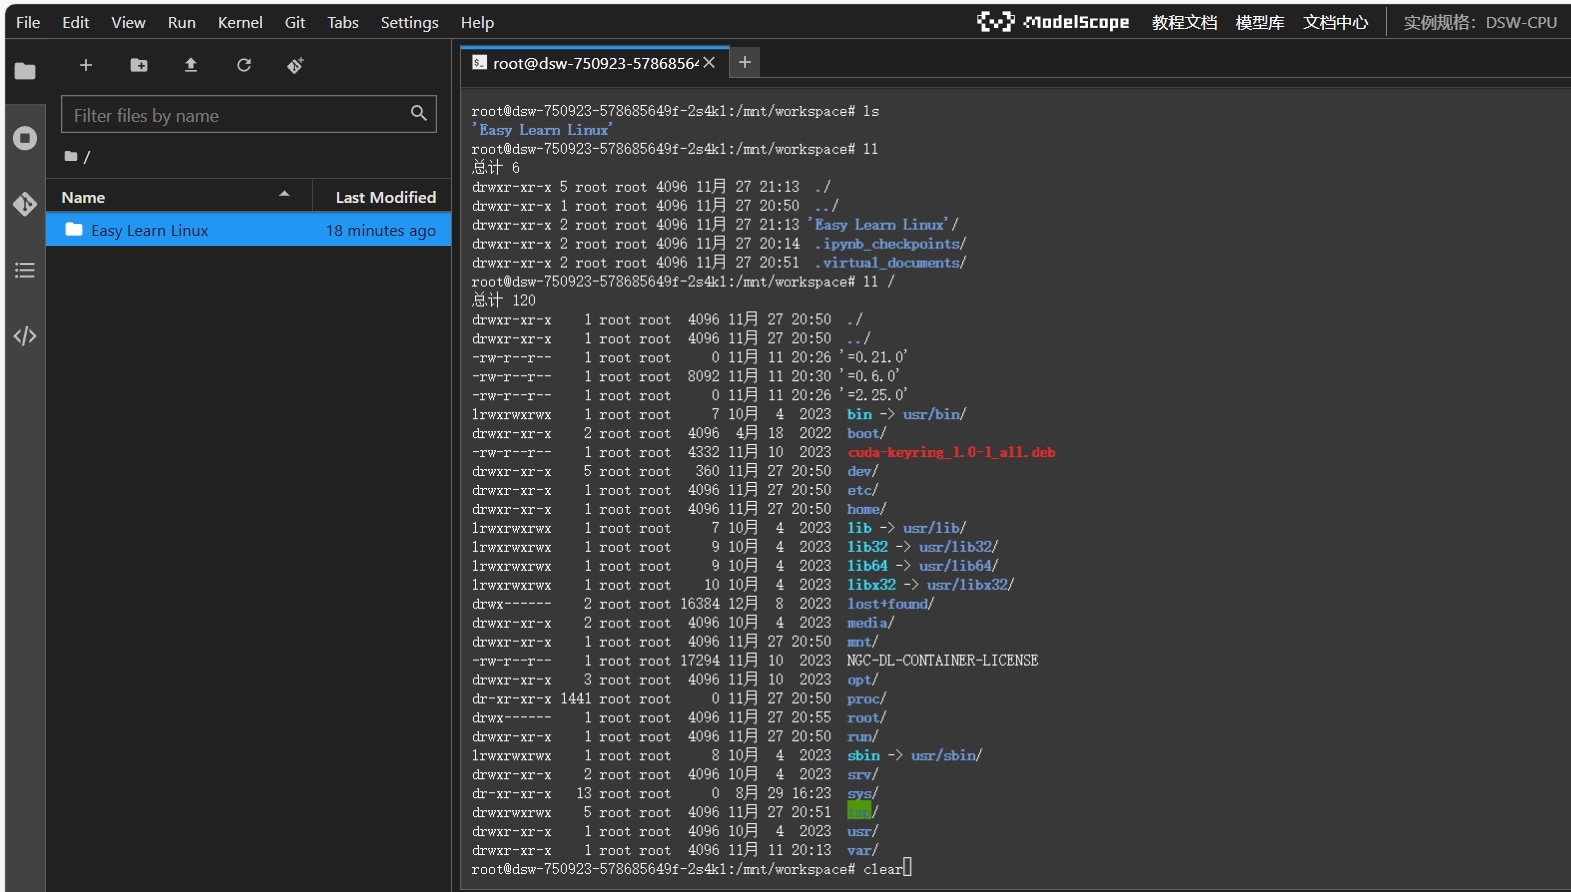 File Edit View Run Kernel Git Tabs Settings Help
ModelScope 教程文档 模型库 文档中心 实例规格: DSW-CPU
Filter files by name
/
Name Last Modified
Easy Learn Linux 18 minutes ago
root@dsw-750923-5786856
root@dsw-750923-578685649f-2s4kl:/mnt/workspace# ls
'Easy Learn Linux'
root@dsw-750923-578685649f-2s4kl:/mnt/workspace# ll
总计 6
drwxr-xr-x 5 root root 4096 11月 27 21:13 ./
drwxr-xr-x 1 root root 4096 11月 27 20:50 ../
drwxr-xr-x 2 root root 4096 11月 27 21:13 'Easy Learn Linux'/
drwxr-xr-x 2 root root 4096 11月 27 20:14 .ipynb_checkpoints/
drwxr-xr-x 2 root root 4096 11月 27 20:51 .virtual_documents/
root@dsw-750923-578685649f-2s4kl:/mnt/workspace# ll /
总计 120
drwxr-xr-x 1 root root 4096 11月 27 20:50 ./
drwxr-xr-x 1 root root 4096 11月 27 20:50 ../
-rw-r--r-- 1 root root 0 11月 11 20:26 '=0.21.0'
-rw-r--r-- 1 root root 8092 11月 11 20:30 '=0.6.0'
-rw-r--r-- 1 root root 0 11月 11 20:26 '=2.25.0'
lrwxrwxrwx 1 root root 7 10月 4 2023 bin -> usr/bin/
drwxr-xr-x 2 root root 4096 4月 18 2022 boot/
-rw-r--r-- 1 root root 4332 11月 10 2023 cuda-keyring_1.0-1_all.deb
drwxr-xr-x 5 root root 360 11月 27 20:50 dev/
drwxr-xr-x 1 root root 4096 11月 27 20:50 etc/
drwxr-xr-x 1 root root 4096 11月 27 20:50 home/
lrwxrwxrwx 1 root root 7 10月 4 2023 lib -> usr/lib/
lrwxrwxrwx 1 root root 9 10月 4 2023 lib32 -> usr/lib32/
lrwxrwxrwx 1 root root 9 10月 4 2023 lib64 -> usr/lib64/
lrwxrwxrwx 1 root root 10 10月 4 2023 libx32 -> usr/libx32/
drwx------ 2 root root 16384 12月 8 2023 lost+found/
drwxr-xr-x 2 root root 4096 10月 4 2023 media/
drwxr-xr-x 1 root root 4096 11月 27 20:50 mnt/
-rw-r--r-- 1 root root 17294 11月 10 2023 NGC-DL-CONTAINER-LICENSE
drwxr-xr-x 3 root root 4096 11月 10 2023 opt/
dr-xr-xr-x 1441 root root 0 11月 27 20:50 proc/
drwx------ 1 root root 4096 11月 27 20:55 root/
drwxr-xr-x 1 root root 4096 11月 27 20:50 run/
lrwxrwxrwx 1 root root 8 10月 4 2023 sbin -> usr/sbin/
drwxr-xr-x 2 root root 4096 10月 4 2023 srv/
dr-xr-xr-x 13 root root 0 8月 29 16:23 sys/
drwxrwxrwx 5 root root 4096 11月 27 20:51 tmp/
drwxr-xr-x 1 root root 4096 10月 4 2023 usr/
drwxr-xr-x 1 root root 4096 11月 11 20:13 var/
root@dsw-750923-578685649f-2s4kl:/mnt/workspace# clear